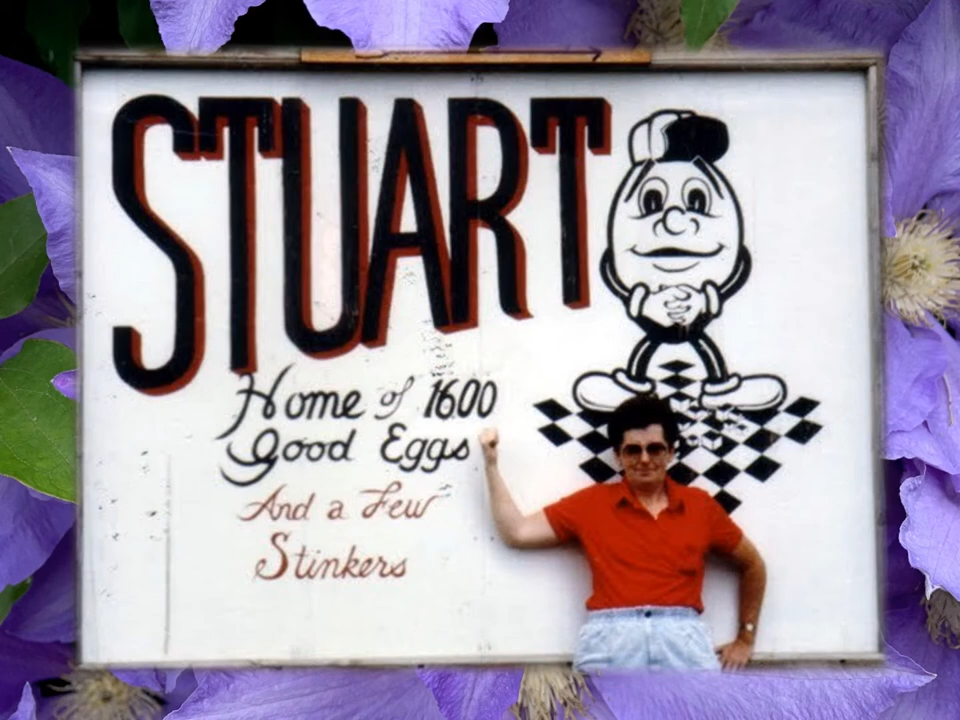 STUART
Home of 1600
Good Eggs
And a Few
Stinkers